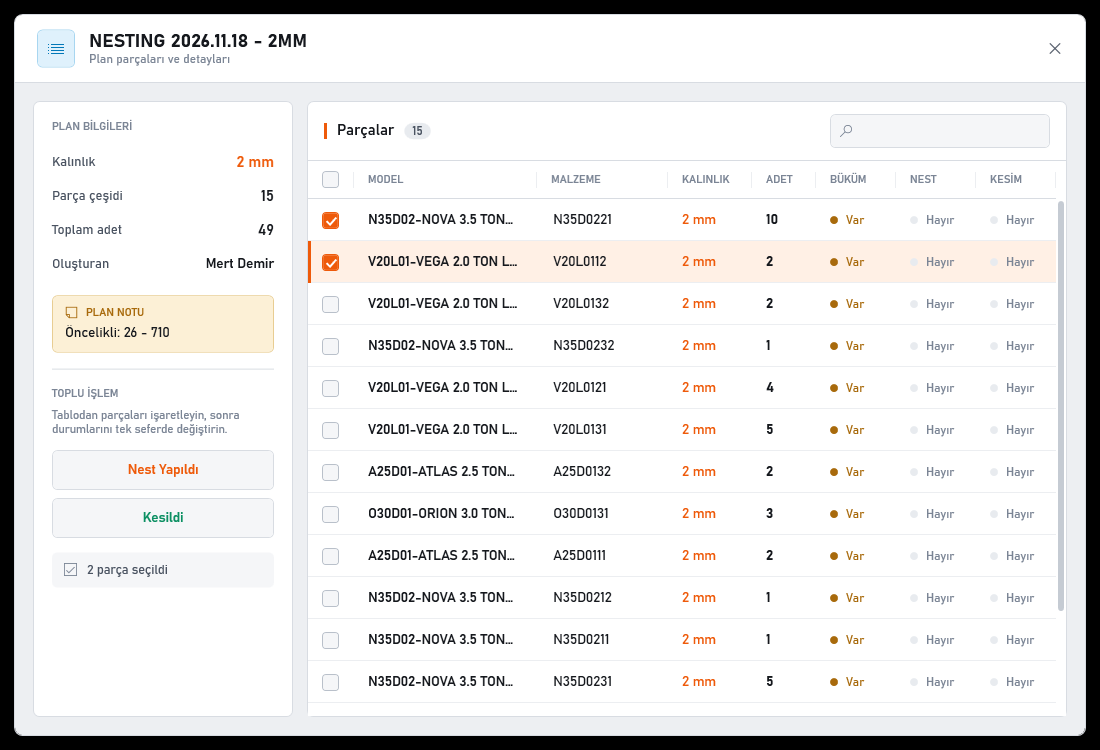 NESTING 2026.11.18 - 2MM
Plan parçaları ve detayları
PLAN BİLGİLERİ
Kalınlık 2 mm
Parça çeşidi 15
Toplam adet 49
Oluşturan Mert Demir
PLAN NOTU
Öncelikli: 26 - 710
TOPLU İŞLEM
Tablodan parçaları işaretleyin, sonra
durumlarını tek seferde değiştirin.
Nest Yapıldı
Kesildi
2 parça seçildi
Parçalar 15
MODEL MALZEME KALINLIK ADET BÜKÜM NEST KESİM
N35D02-NOVA 3.5 TON... N35D0221 2 mm 10 Var Hayır Hayır
V20L01-VEGA 2.0 TON L... V20L0112 2 mm 2 Var Hayır Hayır
V20L01-VEGA 2.0 TON L... V20L0132 2 mm 2 Var Hayır Hayır
N35D02-NOVA 3.5 TON... N35D0232 2 mm 1 Var Hayır Hayır
V20L01-VEGA 2.0 TON L... V20L0121 2 mm 4 Var Hayır Hayır
V20L01-VEGA 2.0 TON L... V20L0131 2 mm 5 Var Hayır Hayır
A25D01-ATLAS 2.5 TON... A25D0132 2 mm 2 Var Hayır Hayır
O30D01-ORION 3.0 TON... O30D0131 2 mm 3 Var Hayır Hayır
A25D01-ATLAS 2.5 TON... A25D0111 2 mm 2 Var Hayır Hayır
N35D02-NOVA 3.5 TON... N35D0212 2 mm 1 Var Hayır Hayır
N35D02-NOVA 3.5 TON... N35D0211 2 mm 1 Var Hayır Hayır
N35D02-NOVA 3.5 TON... N35D0231 2 mm 5 Var Hayır Hayır